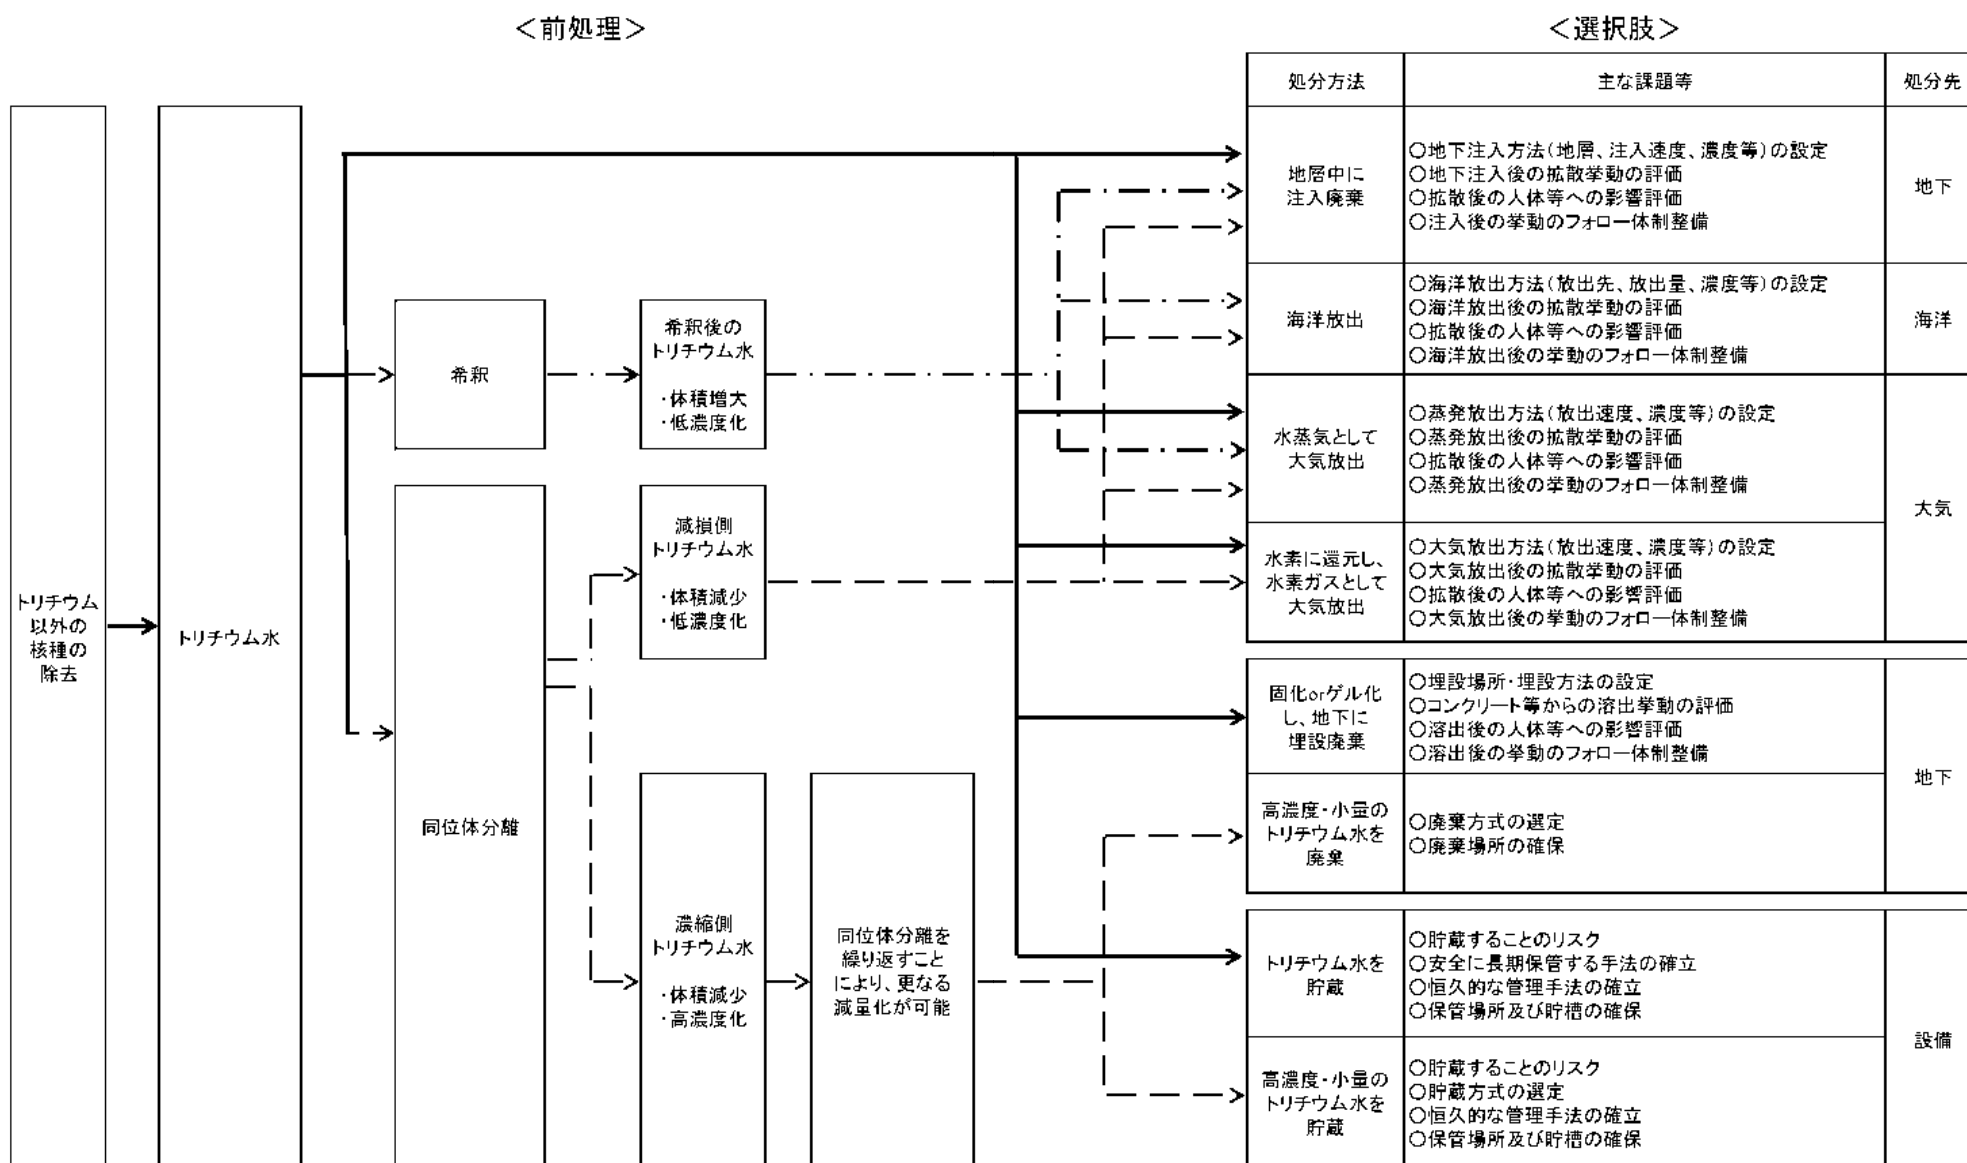 ＜前処理＞
＜選択肢＞
トリチウム
以外の
核種の
除去
トリチウム水
希釈
希釈後の
トリチウム水
・体積増大
・低濃度化
同位体分離
減損側
トリチウム水
・体積減少
・低濃度化
濃縮側
トリチウム水
・体積減少
・高濃度化
同位体分離を
繰り返すこと
により、更なる
減量化が可能
処分方法
主な課題等
処分先
地層中に
注入廃棄
○地下注入方法（地層、注入速度、濃度等）の設定
○地下注入後の拡散挙動の評価
○拡散後の人体等への影響評価
○注入後の挙動のフォロー体制整備
地下
海洋放出
○海洋放出方法（放出先、放出量、濃度等）の設定
○海洋放出後の拡散挙動の評価
○拡散後の人体等への影響評価
○海洋放出後の挙動のフォロー体制整備
海洋
水蒸気として
大気放出
○蒸発放出方法（放出速度、濃度等）の設定
○蒸発放出後の拡散挙動の評価
○拡散後の人体等への影響評価
○蒸発放出後の挙動のフォロー体制整備
大気
水素に還元し、
水素ガスとして
大気放出
○大気放出方法（放出速度、濃度等）の設定
○大気放出後の拡散挙動の評価
○拡散後の人体等への影響評価
○大気放出後の挙動のフォロー体制整備
固化orゲル化
し、地下に
埋設廃棄
○埋設場所・埋設方法の設定
○コンクリート等からの溶出挙動の評価
○溶出後の人体等への影響評価
○溶出後の挙動のフォロー体制整備
地下
高濃度・小量の
トリチウム水を
廃棄
○廃棄方式の選定
○廃棄場所の確保
トリチウム水を
貯蔵
○貯蔵することのリスク
○安全に長期保管する手法の確立
○恒久的な管理手法の確立
○保管場所及び貯槽の確保
設備
高濃度・小量の
トリチウム水を
貯蔵
○貯蔵することのリスク
○貯蔵方式の選定
○恒久的な管理手法の確立
○保管場所及び貯槽の確保